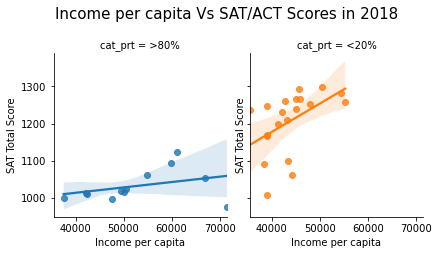 Income per capita Vs SAT/ACT Scores in 2018
cat_prt = >80%
cat_prt = <20%
SAT Total Score
1300
1200
1100
1000
40000 50000 60000 70000
Income per capita
SAT Total Score
40000 50000 60000 70000
Income per capita